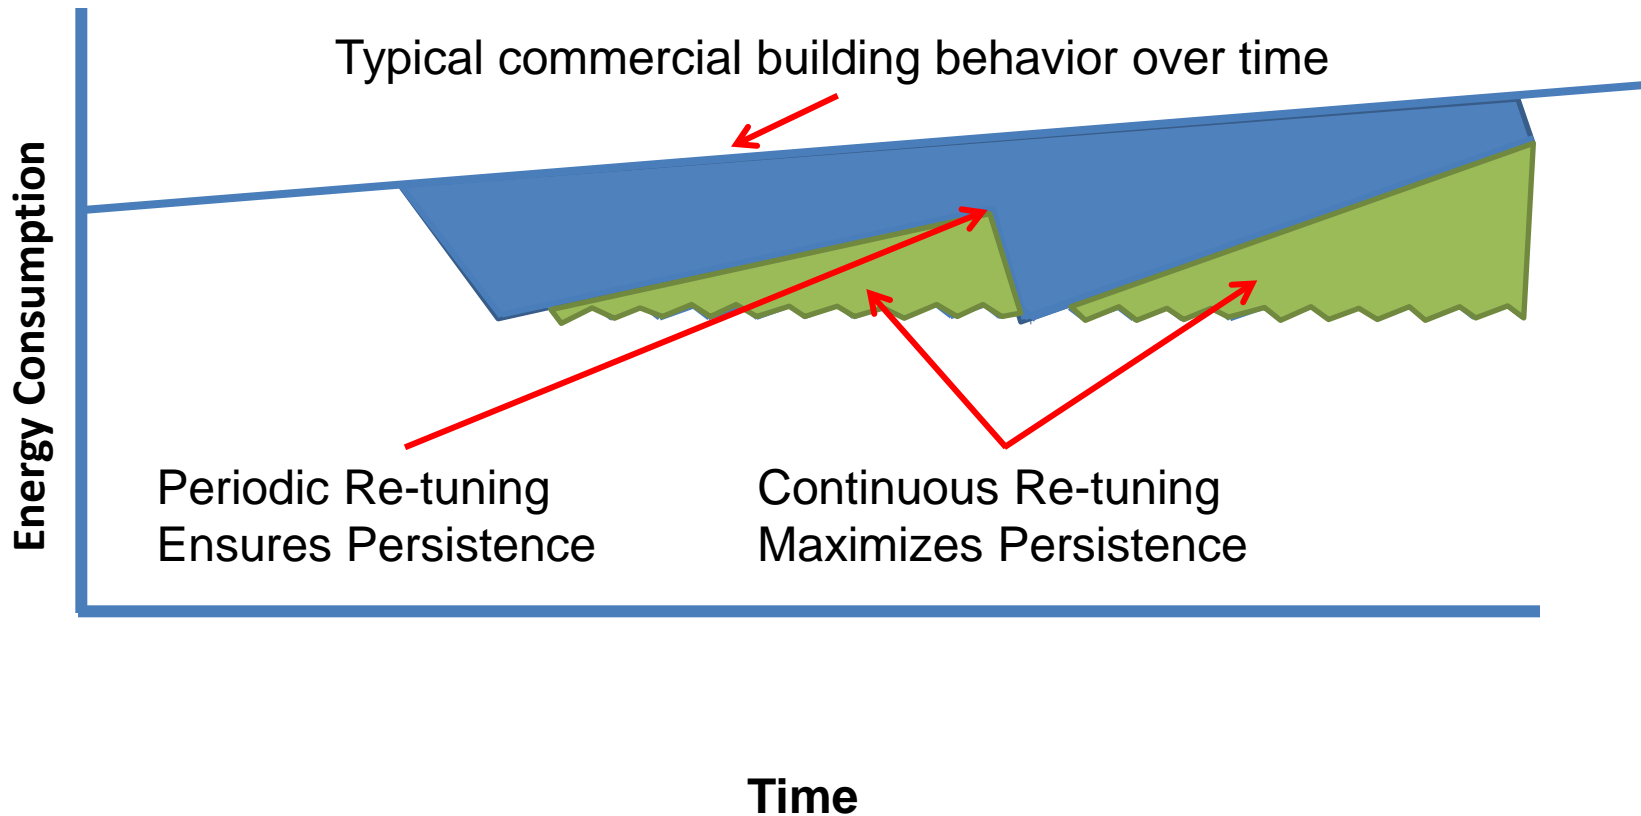 Typical commercial building behavior over time
Energy Consumption
Periodic Re-tuning
Ensures Persistence
Continuous Re-tuning
Maximizes Persistence
Time